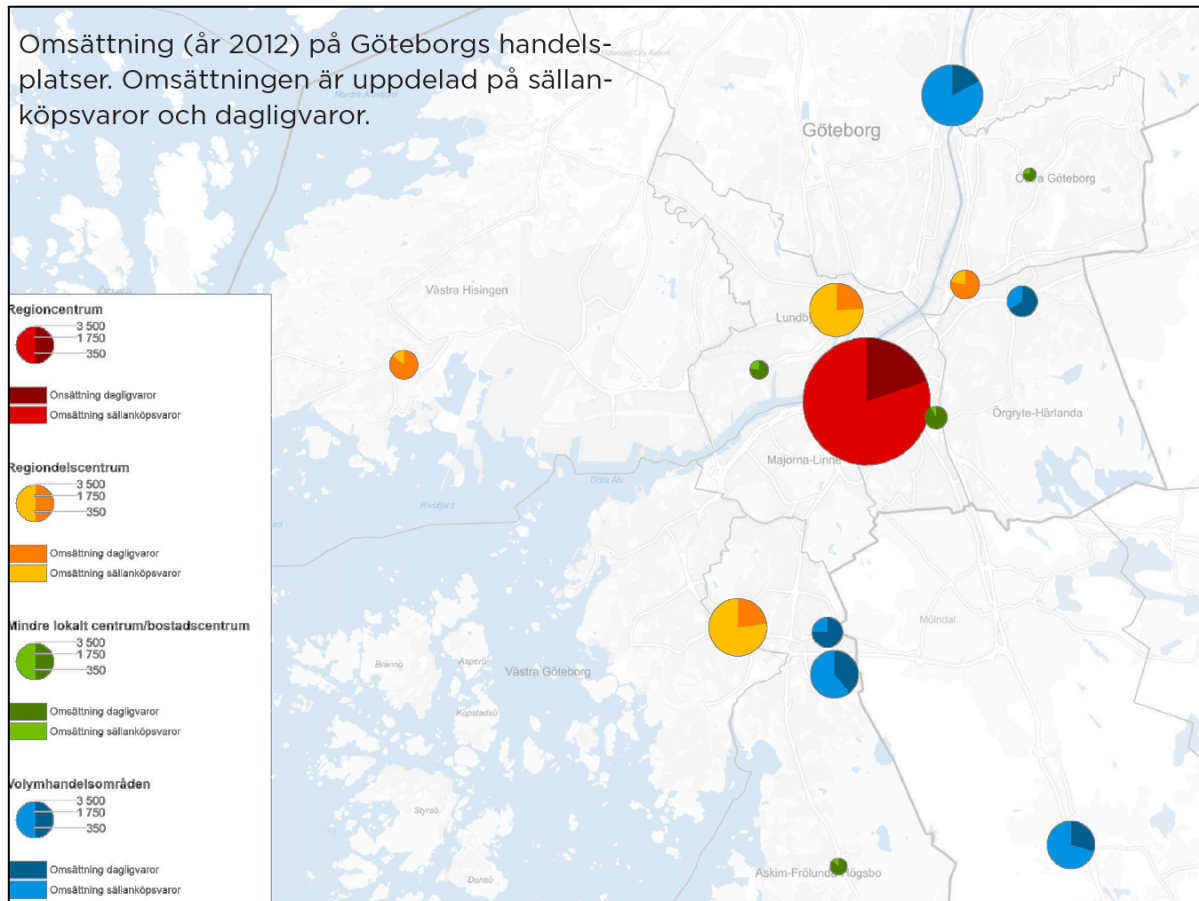 Omsättning (år 2012) på Göteborgs handels-
platser. Omsättningen är uppdelad på sällan-
köpsvaror och dagligvaror.
Göteborg
Östra Göteborg
Västra Hisingen
Öckerö
Lundby
Örgryte-Härlanda
Majorna-Linné
Göta Älv
Rivöfjord
Mölndal
Västra Göteborg
Brännö
Asperö
Köpstadsö
Styrsö
Donsö
Askim-Frölunda-Högsbo
Regioncentrum
3 500
1 750
350
Onsättning dagligvaror
Omsättning sällanköpsvaror
Regiondelscentrum
3 500
1 750
350
Omsättning dagligvaror
Omsättning sällanköpsvaror
Mindre lokalt centrum/bostadscentrum
3 500
1 750
350
Omsättning dagligvaror
Omsättning sällanköpsvaror
Volymhandelsområden
3 500
1 750
350
Omsättning dagligvaror
Omsättning sällanköpsvaror